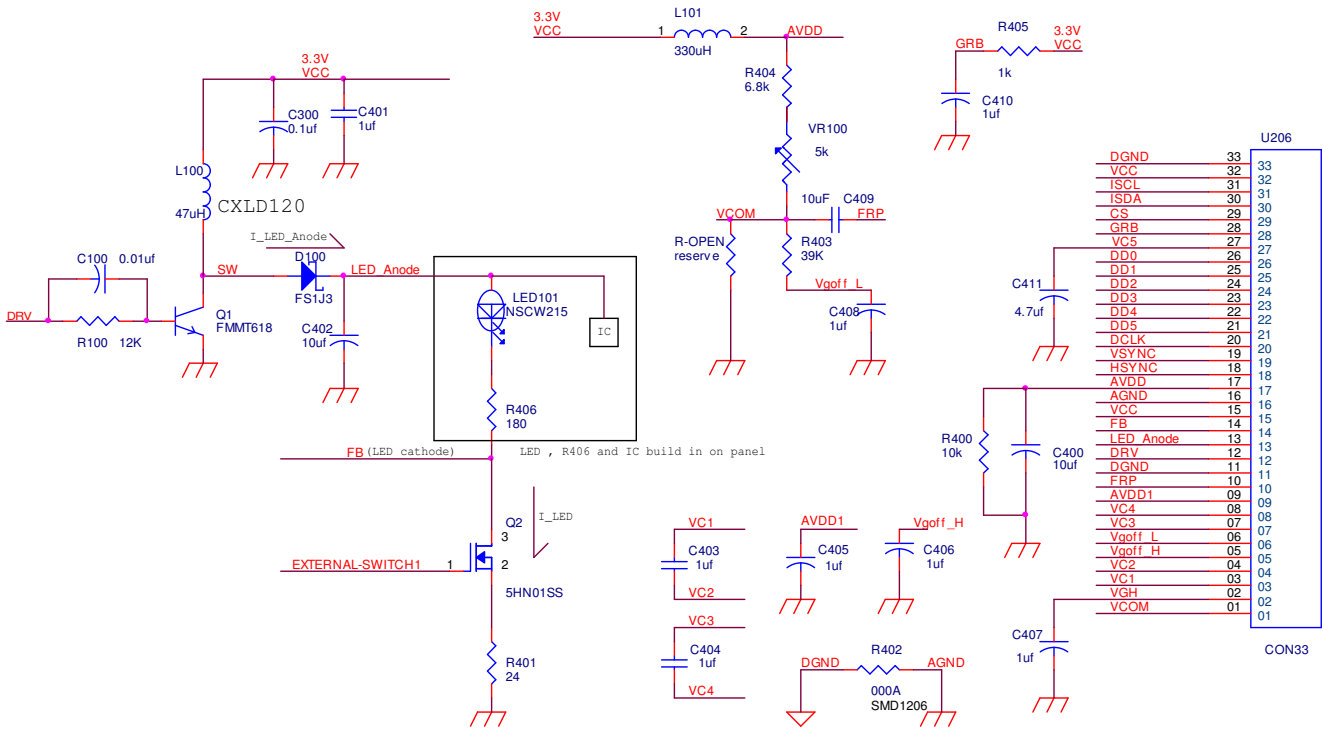 3.3V
VCC
L101
1
2
AVDD
330uH
R404
6.8k
VR100
5k
10uF
C409
VCOM
FRP
R-OPEN
reserve
R403
39K
Vgoff_L
C408
1uf
GRB
R405
3.3V
VCC
1k
C410
1uf
3.3V
VCC
C300
0.1uf
C401
1uf
L100
47uH
CXLD120
I_LED_Anode
C100 0.01uf
SW
D100
FS1J3
LED_Anode
DRV
R100 12K
Q1
FMMT618
C402
10uf
LED101
NSCW215
IC
R406
180
FB (LED cathode)
LED , R406 and IC build in on panel
I_LED
Q2
3
EXTERNAL-SWITCH1
1
2
5HN01SS
R401
24
VC1
C403
1uf
VC2
VC3
C404
1uf
VC4
AVDD1
C405
1uf
Vgoff_H
C406
1uf
DGND
R402
AGND
000A
SMD1206
C411
4.7uf
R400
10k
C400
10uf
C407
1uf
U206
DGND 33 33
VCC 32 32
ISCL 31 31
ISDA 30 30
CS 29 29
GRB 28 28
VC5 27 27
DD0 26 26
DD1 25 25
DD2 24 24
DD3 23 23
DD4 22 22
DD5 21 21
DCLK 20 20
VSYNC 19 19
HSYNC 18 18
AVDD 17 17
AGND 16 16
VCC 15 15
FB 14 14
LED_Anode 13 13
DRV 12 12
DGND 11 11
FRP 10 10
AVDD1 09 09
VC4 08 08
VC3 07 07
Vgoff_L 06 06
Vgoff_H 05 05
VC2 04 04
VC1 03 03
VGH 02 02
VCOM 01 01
CON33